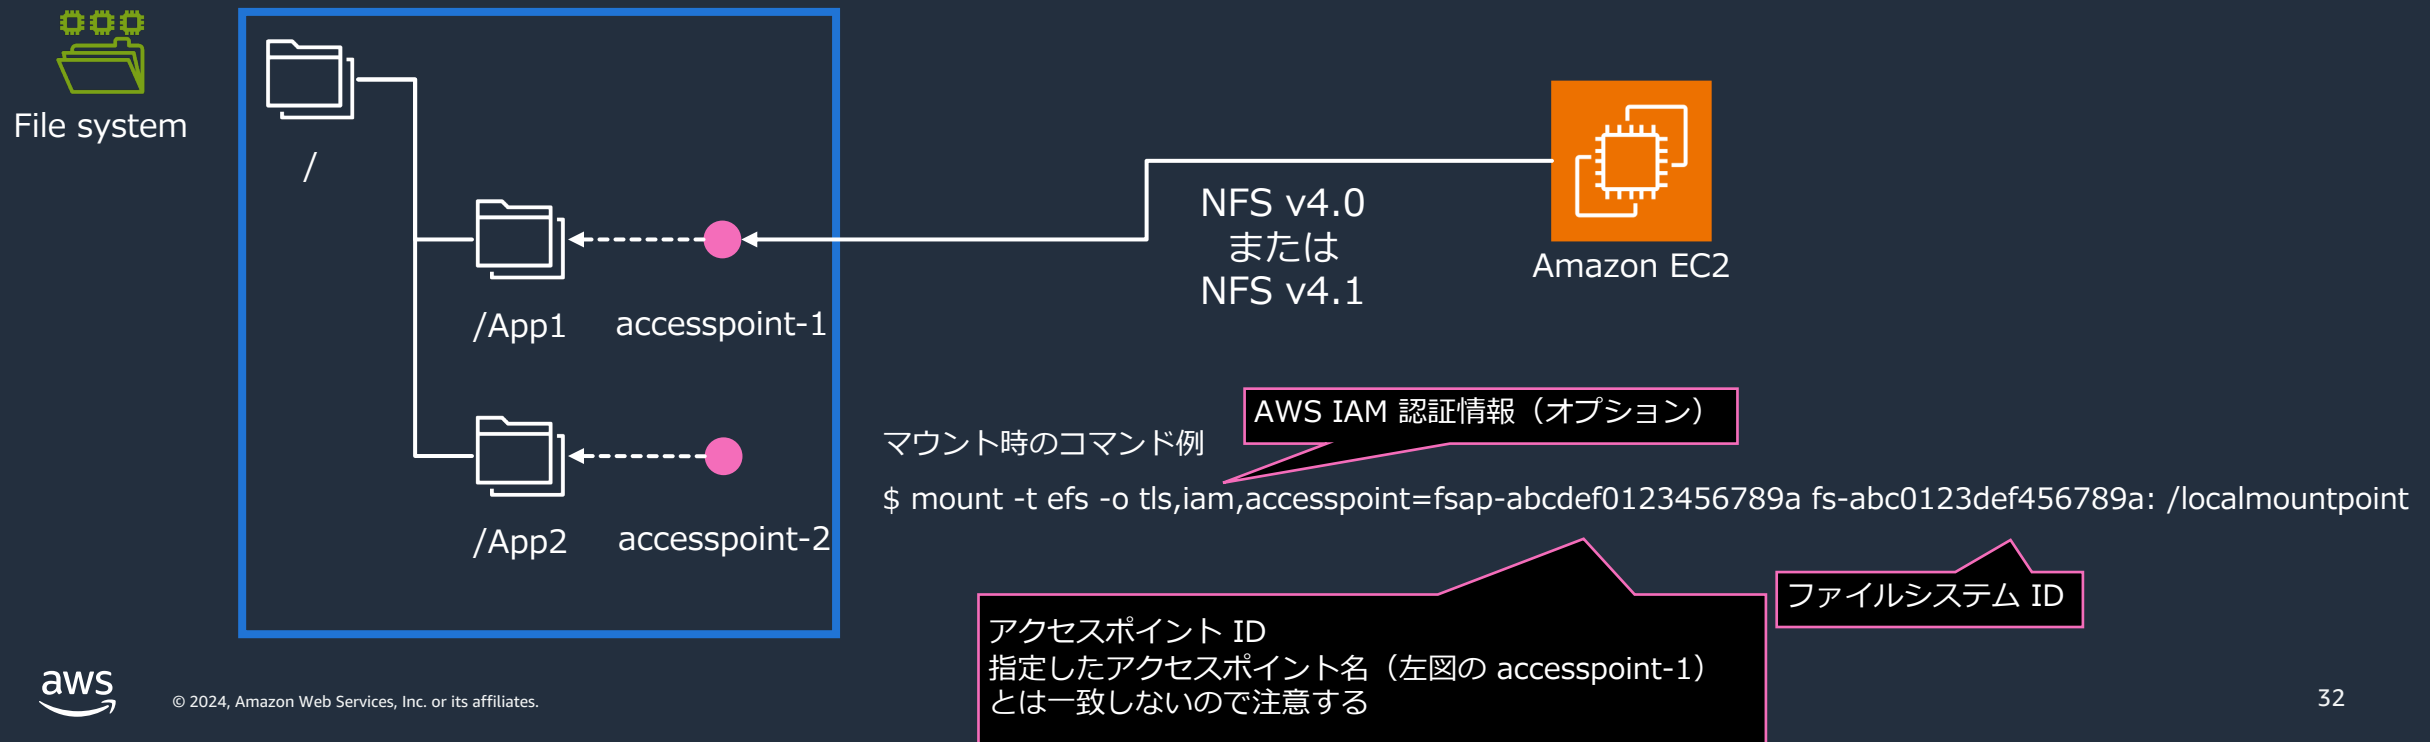 File system
/
/App1
accesspoint-1
/App2
accesspoint-2
NFS v4.0
または
NFS v4.1
Amazon EC2
AWS IAM 認証情報（オプション）
マウント時のコマンド例
$ mount -t efs -o tls,iam,accesspoint=fsap-abcdef0123456789a fs-abc0123def456789a: /localmountpoint
ファイルシステム ID
アクセスポイント ID
指定したアクセスポイント名（左図の accesspoint-1）
とは一致しないので注意する
aws
© 2024, Amazon Web Services, Inc. or its affiliates.
32